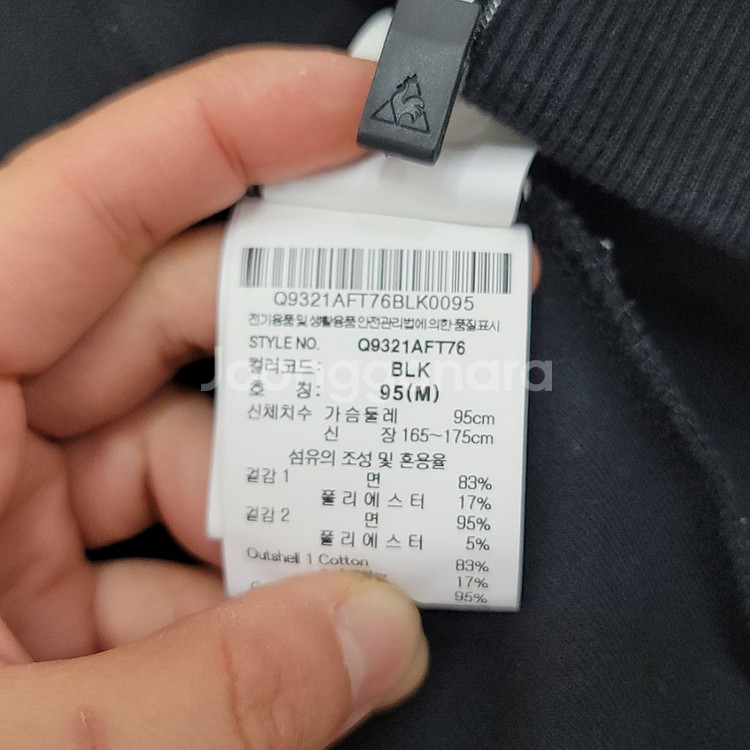 Q9321AFT76BLK0095
전기용품 및 생활용품 안전관리법에 의한 품질표시
STYLE NO. Q9321AFT76
컬러코드: BLK
호 칭: 95(M)
신체치수 가슴둘레 95cm
신 장 165~175cm
섬유의 조성 및 혼용율
겉감 1 면 83%
폴리에스터 17%
겉감 2 면 95%
폴리에스터 5%
Outshell 1 Cotton 83%
17%
95%
Joonggonara